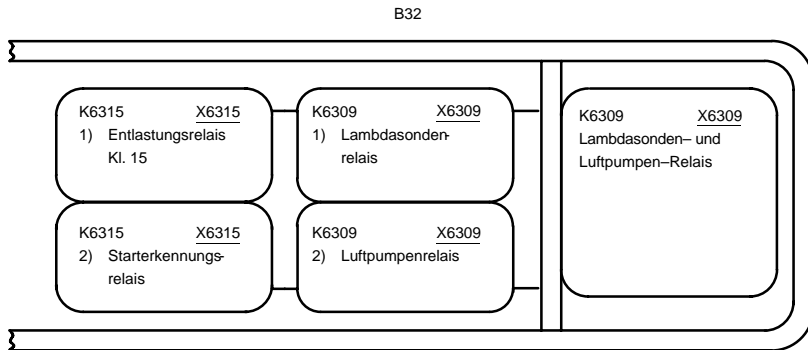 B32
K6315 X6315
1) Entlastungsrelais
Kl. 15
K6309 X6309
1) Lambdasonden-
relais
K6309 X6309
Lambdasonden– und
Luftpumpen–Relais
K6315 X6315
2) Starterkennungs-
relais
K6309 X6309
2) Luftpumpenrelais